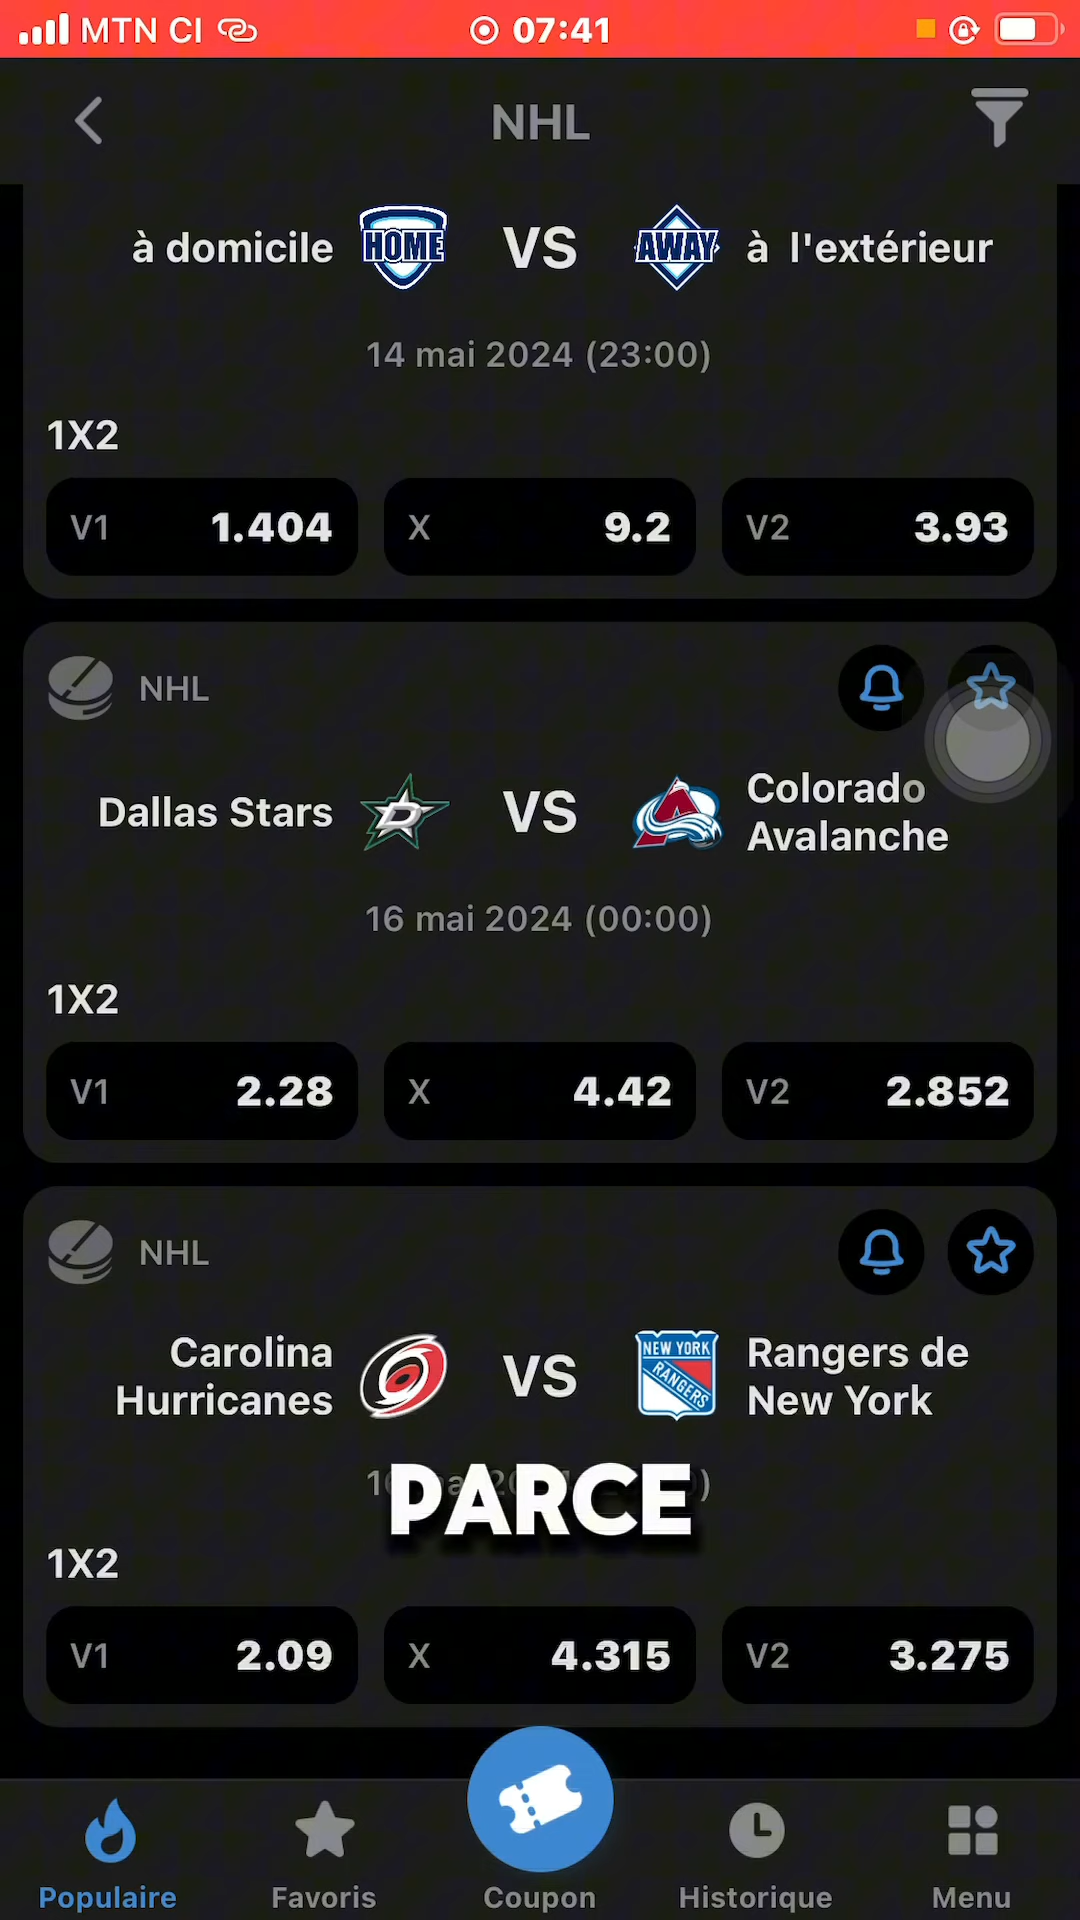 MTN CI 07:41
NHL
à domicile HOME VS AWAY à l'extérieur
14 mai 2024 (23:00)
1X2
V1 1.404 X 9.2 V2 3.93
NHL
Dallas Stars D VS A Colorado
Avalanche
16 mai 2024 (00:00)
1X2
V1 2.28 X 4.42 V2 2.852
NHL
Carolina
Hurricanes VS NEW YORK
RANGERS Rangers de
New York
PARCE
1X2
V1 2.09 X 4.315 V2 3.275
Populaire Favoris Coupon Historique Menu